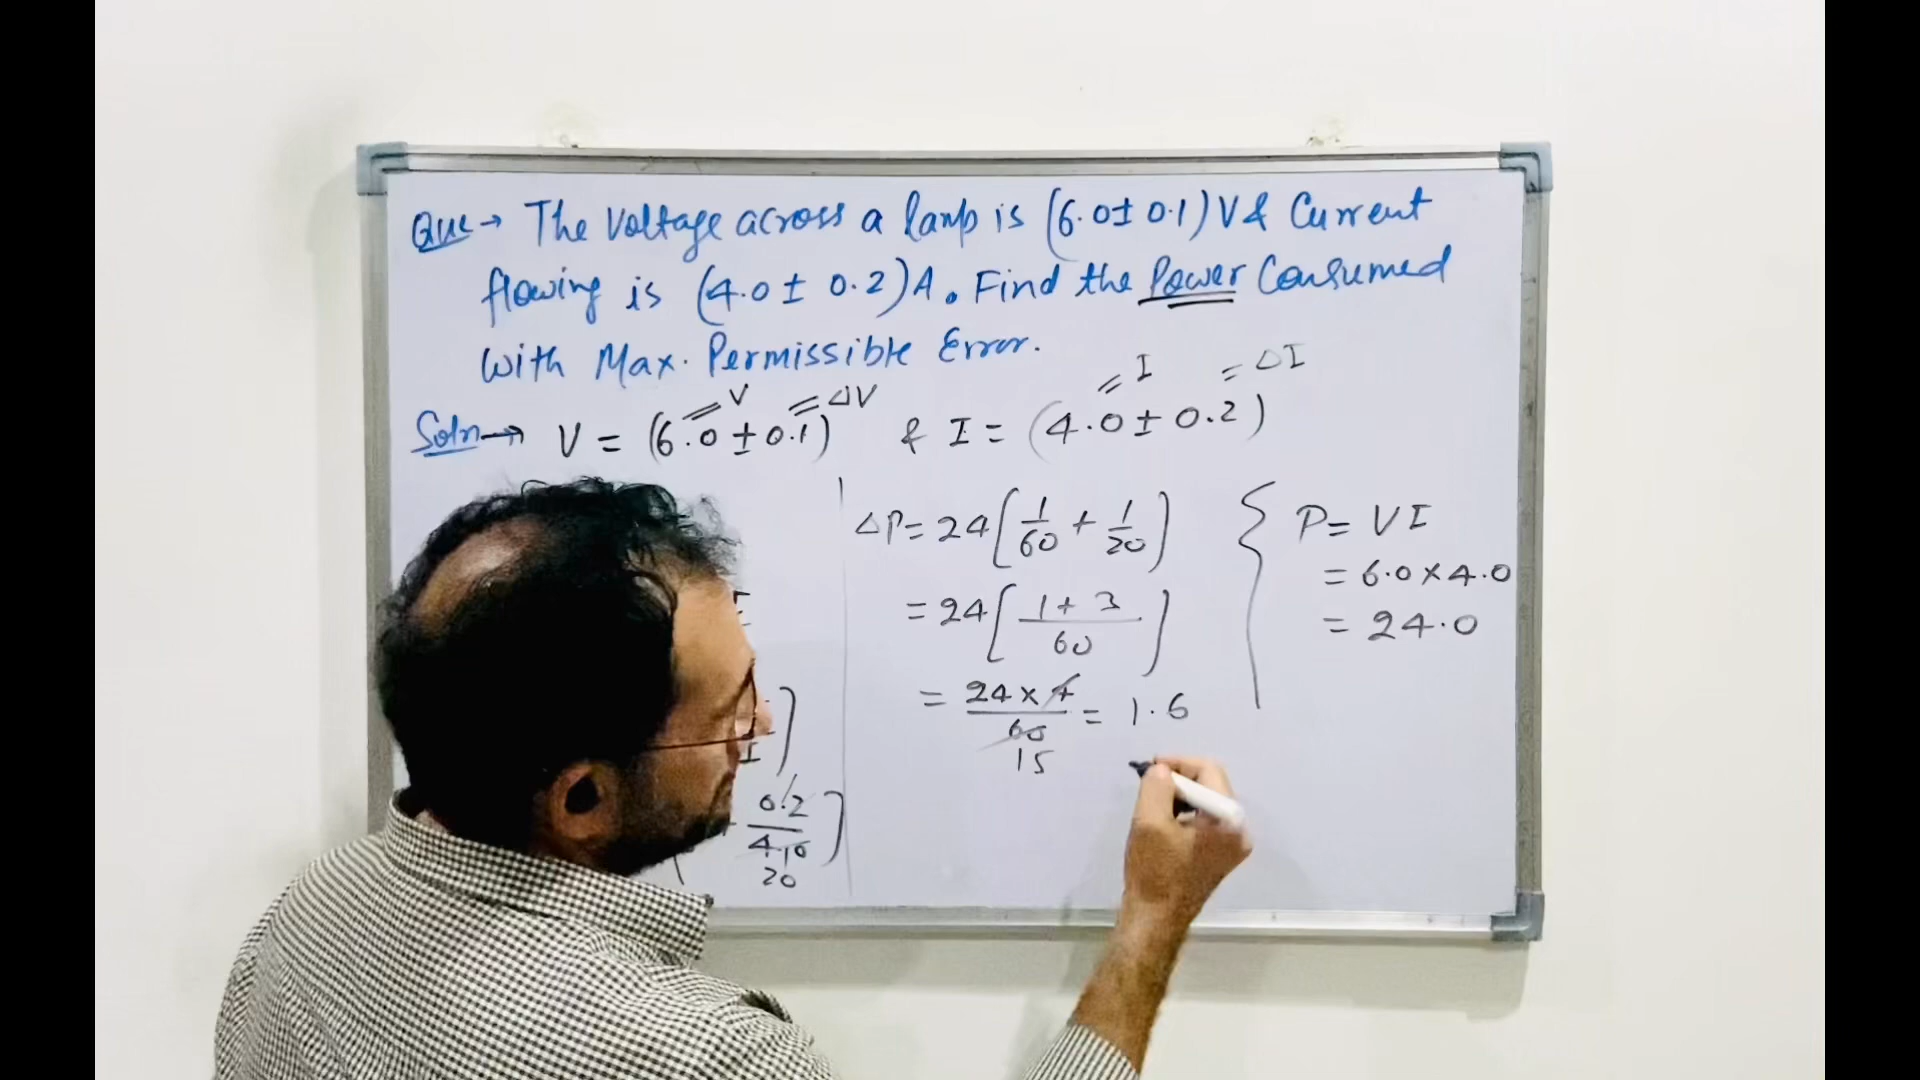 Que → The Voltage across a lamp is (6.0 ± 0.1) V & Current
flowing is (4.0 ± 0.2) A. Find the Power Consumed
with Max. Permissible Error.
= V = ΔV = I = ΔI
Soln → V = (6.0 ± 0.1) & I = (4.0 ± 0.2)
ΔP = 24 [1/60 + 1/20]
= 24 [(1 + 3)/60]
= (24 × 4)/60 = 1.6
15
P = VI
= 6.0 × 4.0
= 24.0
0.2
4.0
20